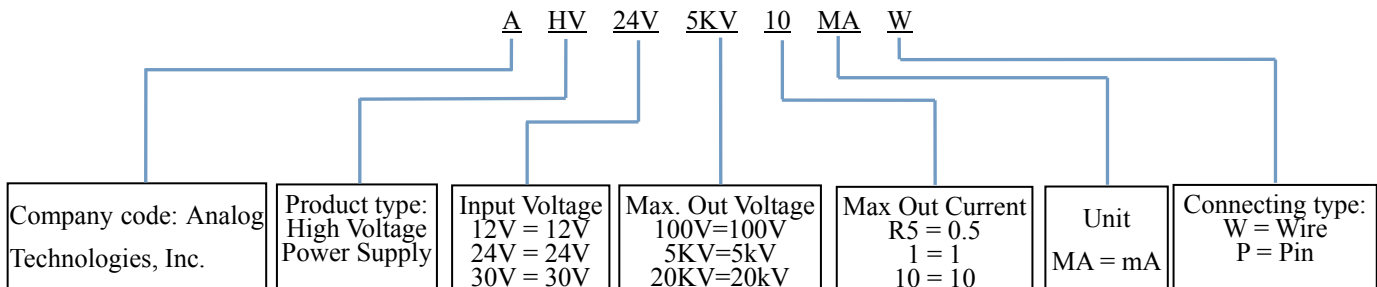 A HV 24V 5KV 10 MA W
Company code: Analog
Technologies, Inc.
Product type:
High Voltage
Power Supply
Input Voltage
12V = 12V
24V = 24V
30V = 30V
Max. Out Voltage
100V=100V
5KV=5kV
20KV=20kV
Max Out Current
R5 = 0.5
1 = 1
10 = 10
Unit
MA = mA
Connecting type:
W = Wire
P = Pin